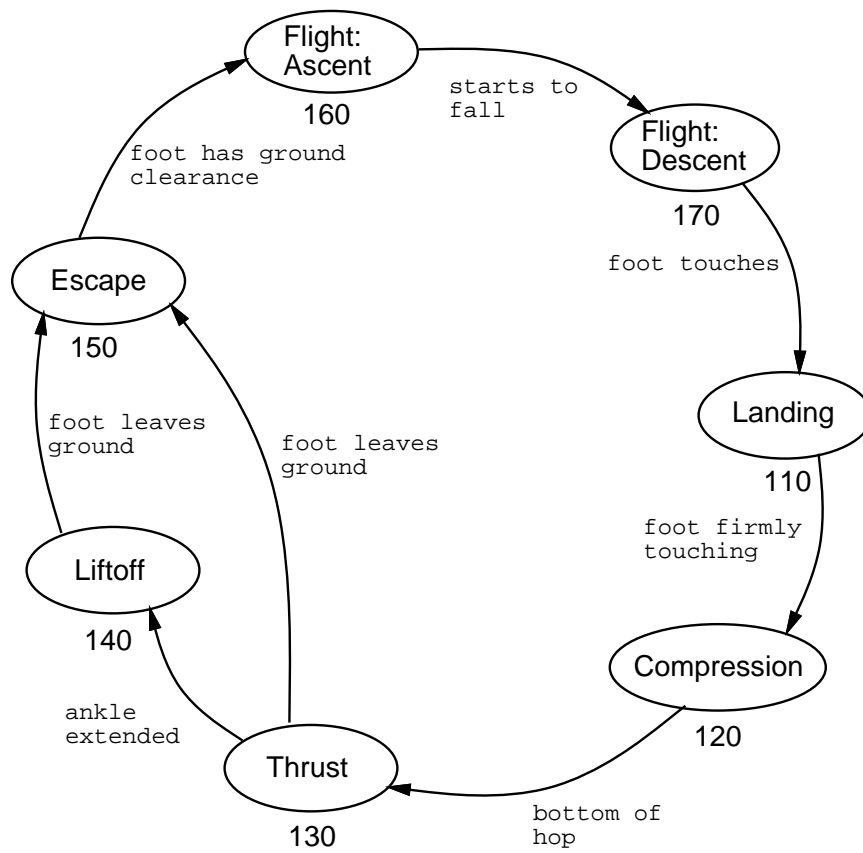 Flight:
Ascent
160
starts to
fall
Flight:
Descent
170
foot has ground
clearance
foot touches
Escape
150
Landing
110
foot leaves
ground
foot leaves
ground
foot firmly
touching
Liftoff
140
Compression
120
ankle
extended
Thrust
130
bottom of
hop